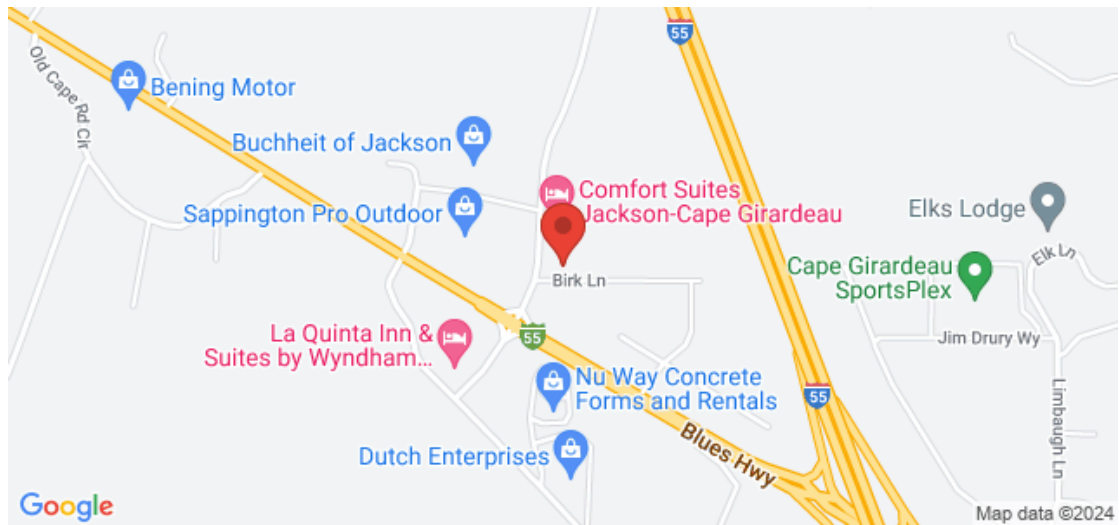 55
Old Cape Rd Cir
Bening Motor
Buchheit of Jackson
Comfort Suites
Jackson-Cape Girardeau
Sappington Pro Outdoor
Elks Lodge
Elk Ln
Cape Girardeau
SportsPlex
Birk Ln
55
Jim Drury Wy
La Quinta Inn &
Suites by Wyndham...
Nu Way Concrete
Forms and Rentals
55
Limbaugh Ln
Blues Hwy
Dutch Enterprises
Google
Map data ©2024